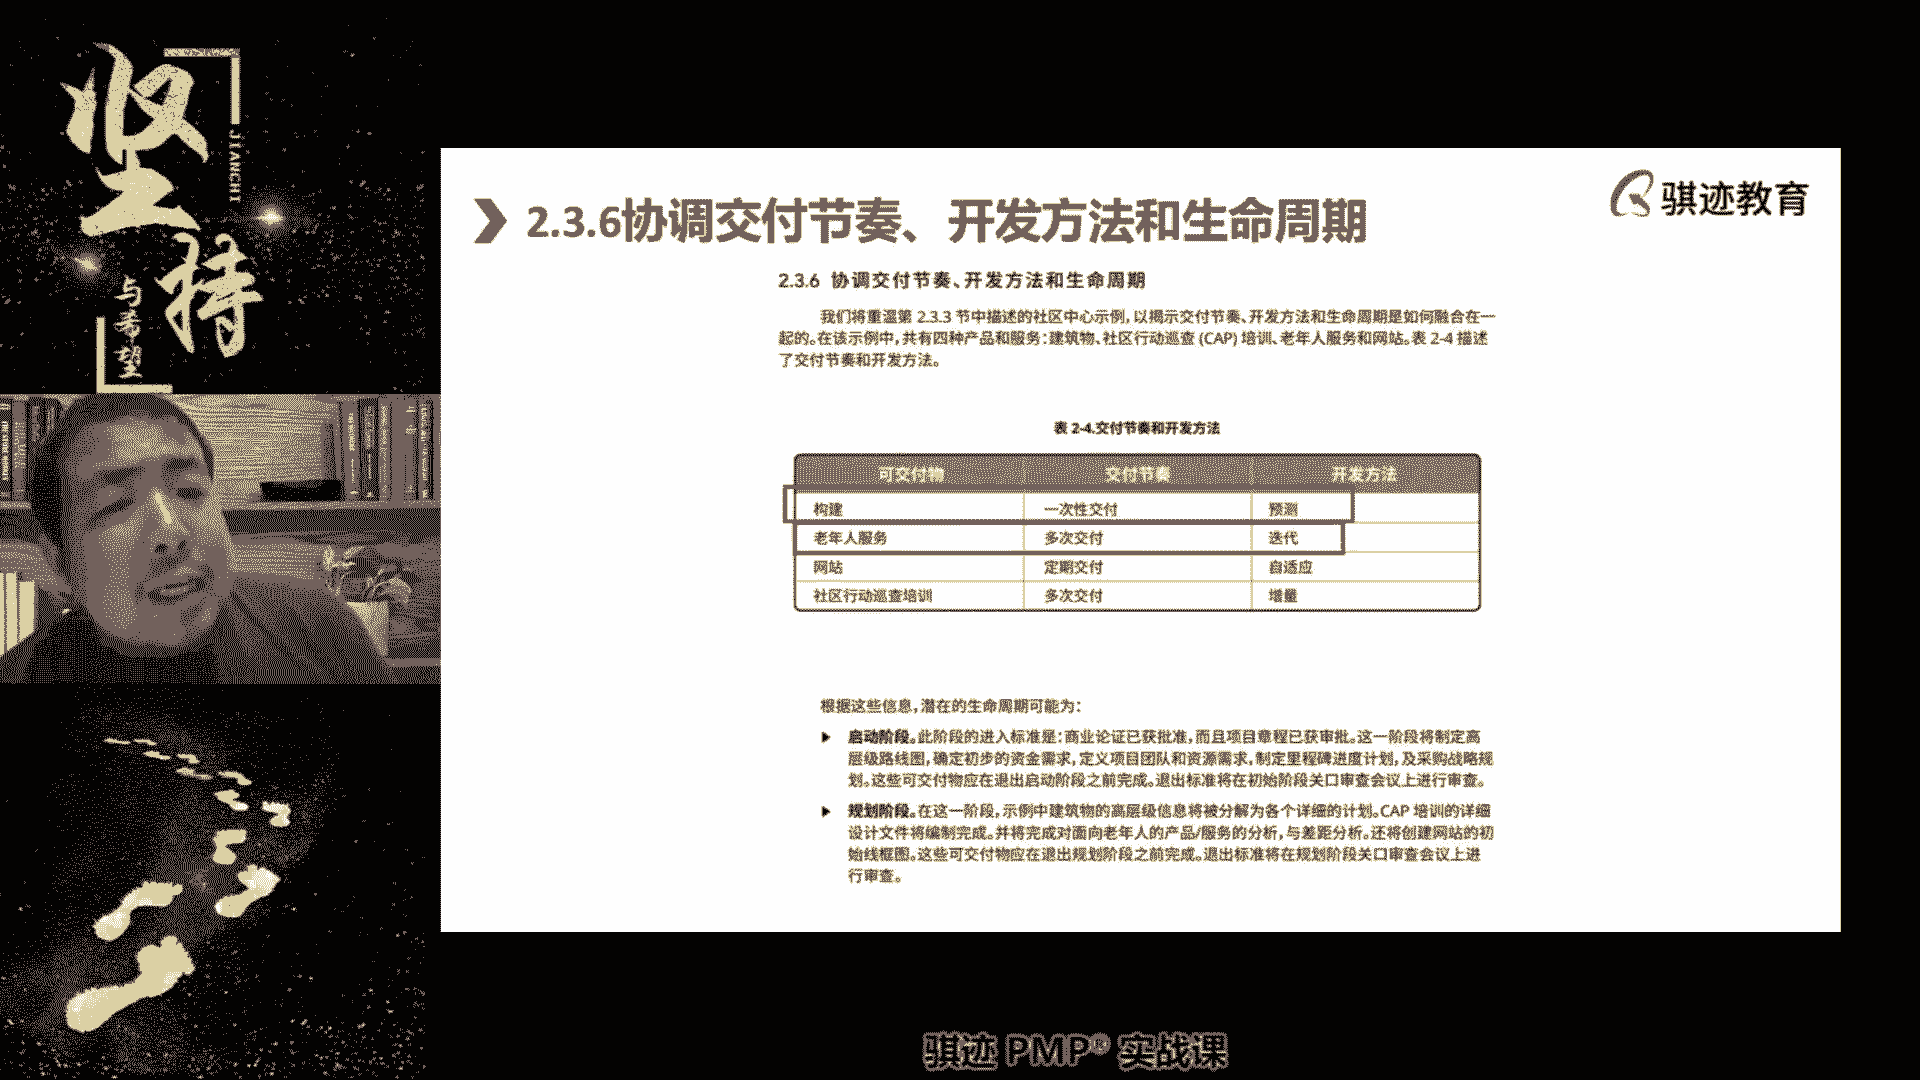 坚
JIANCHI
持
与希望
骐迹教育
2.3.6协调交付节奏、开发方法和生命周期
2.3.6 协调交付节奏、开发方法和生命周期
我们将重温第 2.3.3 节中描述的社区中心示例,以揭示交付节奏、开发方法和生命周期是如何融合在一
起的。在该示例中,共有四种产品和服务:建筑物、社区行动巡查 (CAP) 培训、老年人服务和网站。表 2-4 描述
了交付节奏和开发方法。
表 2-4.交付节奏和开发方法
可交付物 交付节奏 开发方法
构建 一次性交付 预测
老年人服务 多次交付 迭代
网站 定期交付 自适应
社区行动巡查培训 多次交付 增量
根据这些信息,潜在的生命周期可能为:
启动阶段。此阶段的进入标准是:商业论证已获批准,而且项目章程已获审批。这一阶段将制定高
层级路线图,确定初步的资金需求,定义项目团队和资源需求,制定里程碑进度计划,及采购战略规
划。这些可交付物应在退出启动阶段之前完成。退出标准将在初始阶段关口审查会议上进行审查。
规划阶段。在这一阶段,示例中建筑物的高层级信息将被分解为各个详细的计划。CAP 培训的详细
设计文件将编制完成。并将完成对面向老年人的产品/服务的分析,与差距分析。还将创建网站的初
始线框图。这些可交付物应在退出规划阶段之前完成。退出标准将在规划阶段关口审查会议上进
行审查。
骐迹 PMP® 实战课